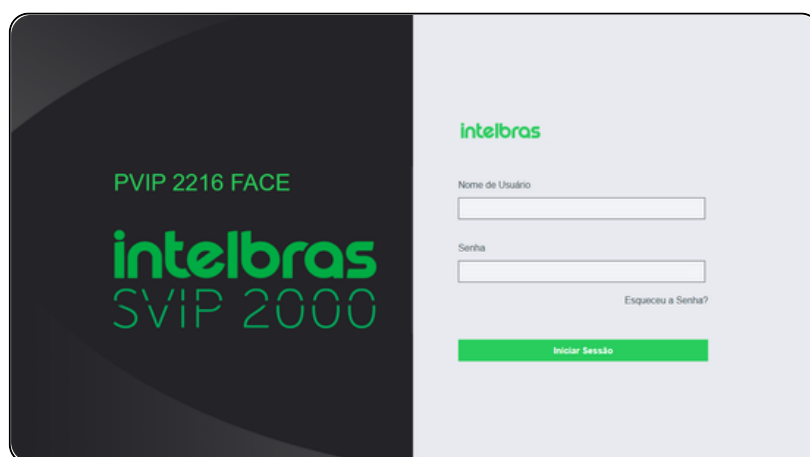 PVIP 2216 FACE
intelbras
SVIP 2000
intelbras
Nome de Usuário
Senha
Esqueceu a Senha?
Iniciar Sessão